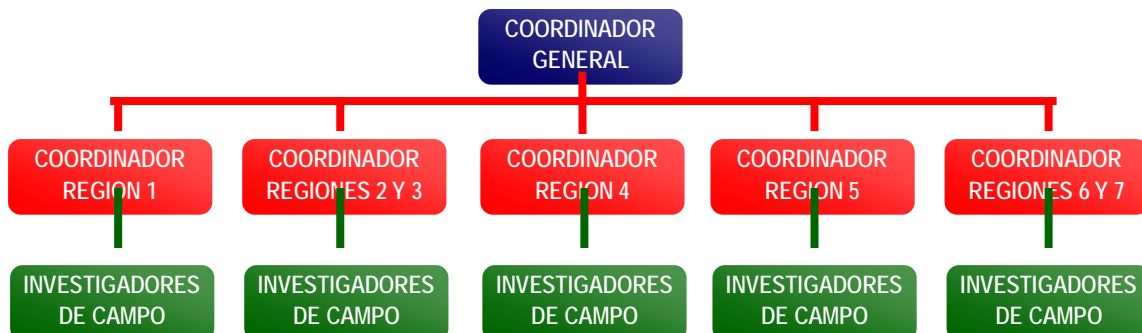 COORDINADOR
GENERAL
COORDINADOR
REGION 1
COORDINADOR
REGIONES 2 Y 3
COORDINADOR
REGION 4
COORDINADOR
REGION 5
COORDINADOR
REGIONES 6 Y 7
INVESTIGADORES
DE CAMPO
INVESTIGADORES
DE CAMPO
INVESTIGADORES
DE CAMPO
INVESTIGADORES
DE CAMPO
INVESTIGADORES
DE CAMPO